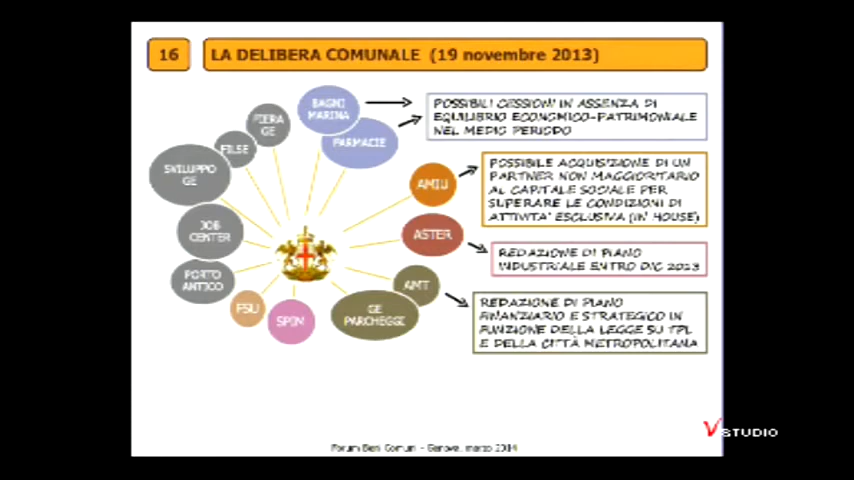 16
LA DELIBERA COMUNALE (19 novembre 2013)
BAGNI
MARINA
FARMACIE
FIERA
GE
FILSE
SVILUPPO
GE
JOB
CENTER
PORTO
ANTICO
FSU
SPIM
GE
PARCHEGGI
AMT
ASTER
AMIU
POSSIBILI CESSIONI IN ASSENZA DI
EQUILIBRIO ECONOMICO-PATRIMONIALE
NEL MEDIO PERIODO
POSSIBILE ACQUISIZIONE DI UN
PARTNER NON MAGGIORITARIO
AL CAPITALE SOCIALE PER
SUPERARE LE CONDIZIONI DI
ATTIVITA' ESCLUSIVA (IN HOUSE)
REDAZIONE DI PIANO
INDUSTRIALE ENTRO DIC 2013
REDAZIONE DI PIANO
FINANZIARIO E STRATEGICO IN
FUNZIONE DELLA LEGGE SU TPL
E DELLA CITTÀ METROPOLITANA
Forum Beni Comuni - Genova, marzo 2014
V STUDIO